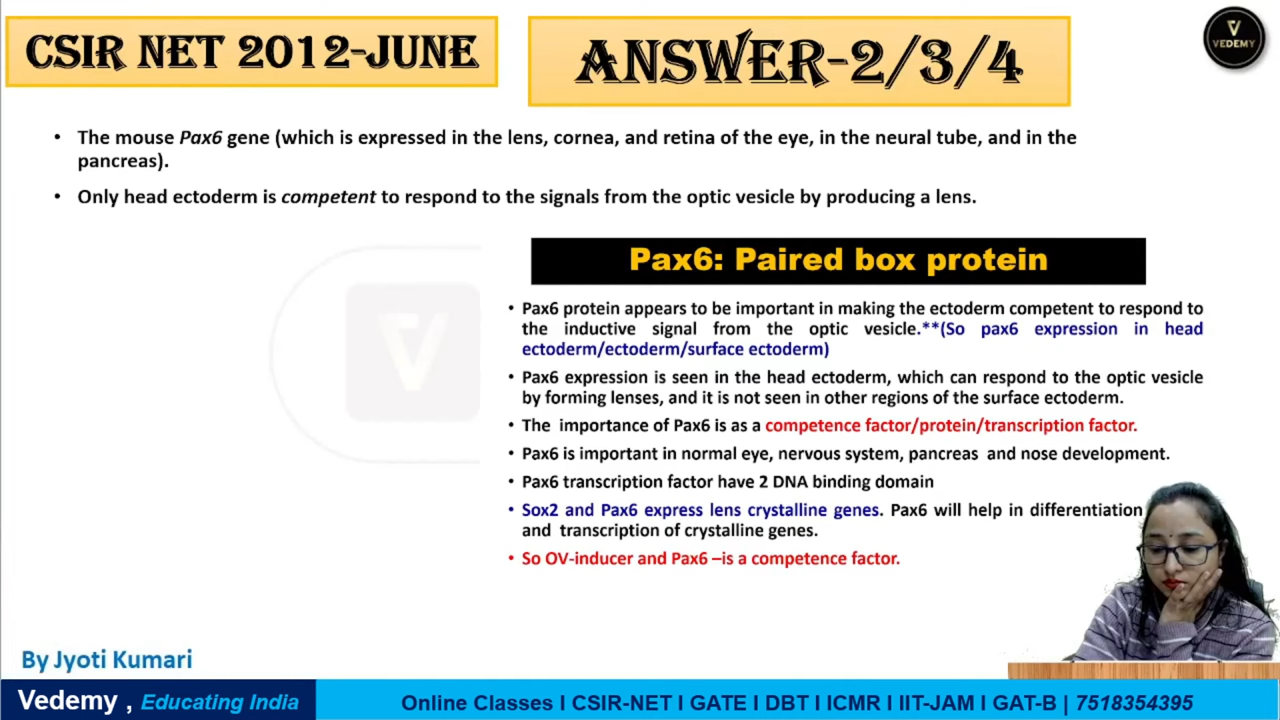 CSIR NET 2012-JUNE
ANSWER-2/3/4
V
VEDEMY
• The mouse Pax6 gene (which is expressed in the lens, cornea, and retina of the eye, in the neural tube, and in the
pancreas).
• Only head ectoderm is competent to respond to the signals from the optic vesicle by producing a lens.
Pax6: Paired box protein
• Pax6 protein appears to be important in making the ectoderm competent to respond to
the inductive signal from the optic vesicle.**(So pax6 expression in head
ectoderm/ectoderm/surface ectoderm)
• Pax6 expression is seen in the head ectoderm, which can respond to the optic vesicle
by forming lenses, and it is not seen in other regions of the surface ectoderm.
• The importance of Pax6 is as a competence factor/protein/transcription factor.
• Pax6 is important in normal eye, nervous system, pancreas and nose development.
• Pax6 transcription factor have 2 DNA binding domain
• Sox2 and Pax6 express lens crystalline genes. Pax6 will help in differentiation
and transcription of crystalline genes.
• So OV-inducer and Pax6 –is a competence factor.
By Jyoti Kumari
Vedemy , Educating India
Online Classes I CSIR-NET I GATE I DBT I ICMR I IIT-JAM I GAT-B | 7518354395